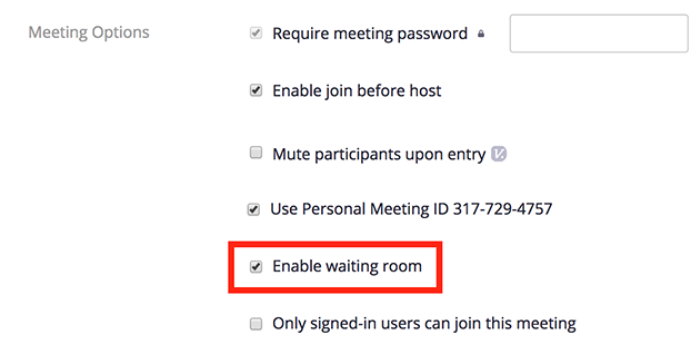 Meeting Options
Require meeting password
Enable join before host
Mute participants upon entry
Use Personal Meeting ID 317-729-4757
Enable waiting room
Only signed-in users can join this meeting